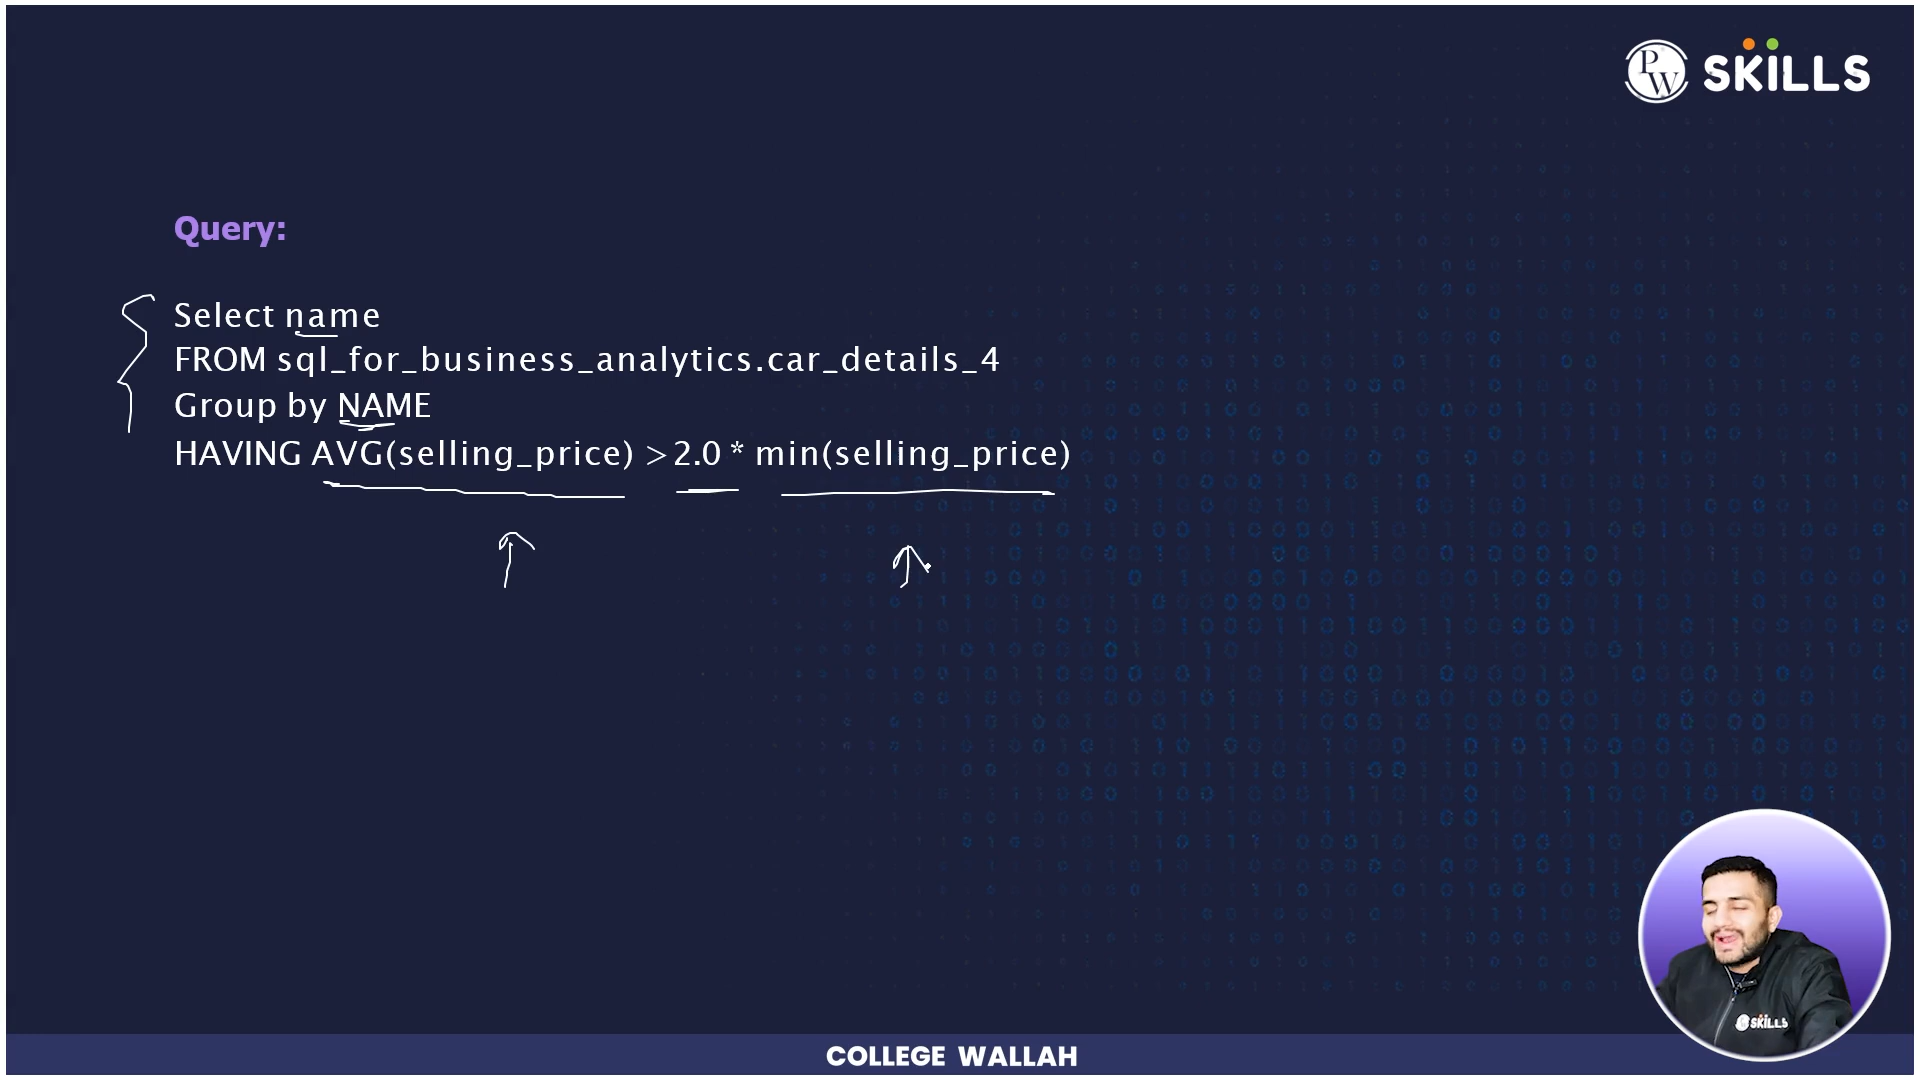 PW SKILLS
Query:
Select name
FROM sql_for_business_analytics.car_details_4
Group by NAME
HAVING AVG(selling_price) >2.0 * min(selling_price)
SKILLS
COLLEGE WALLAH